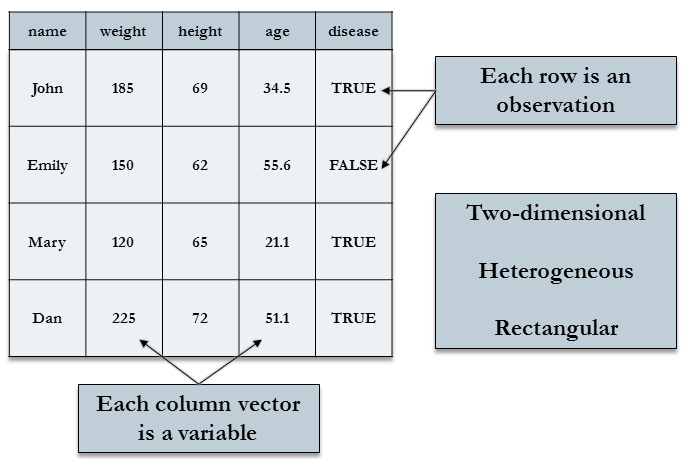 name weight height age disease
John 185 69 34.5 TRUE
Emily 150 62 55.6 FALSE
Mary 120 65 21.1 TRUE
Dan 225 72 51.1 TRUE
Each row is an
observation
Two-dimensional
Heterogeneous
Rectangular
Each column vector
is a variable